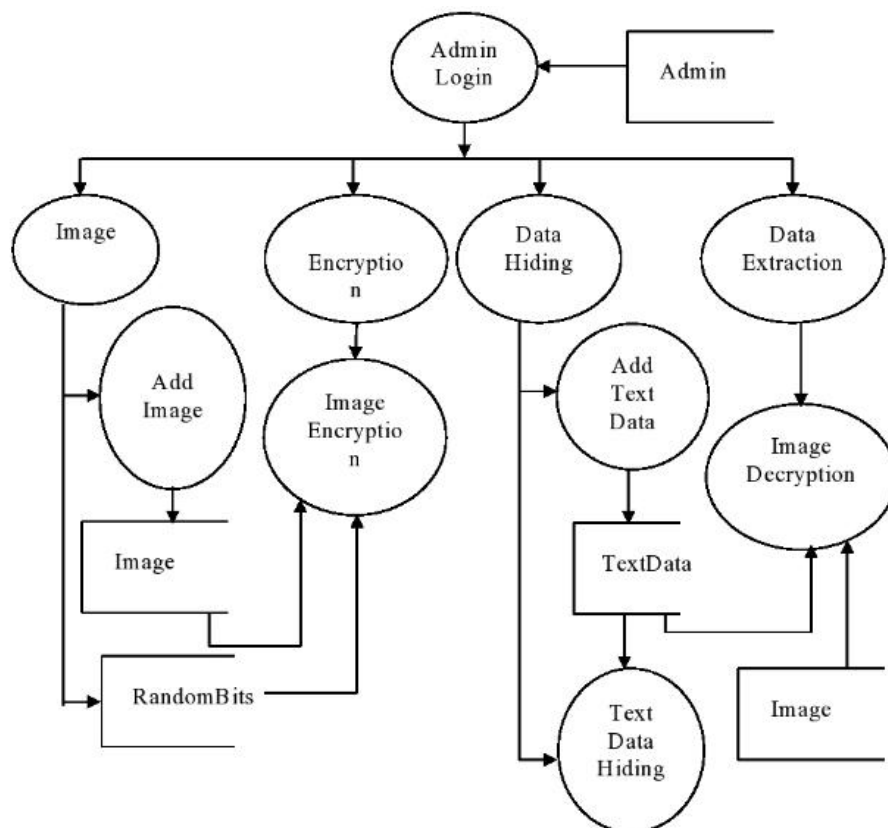 Admin
Login
Admin
Image
Encryptio
n
Data
Hiding
Data
Extraction
Add
Image
Image
Encryptio
n
Add
Text
Data
Image
Decryption
Image
TextData
RandomBits
Text
Data
Hiding
Image